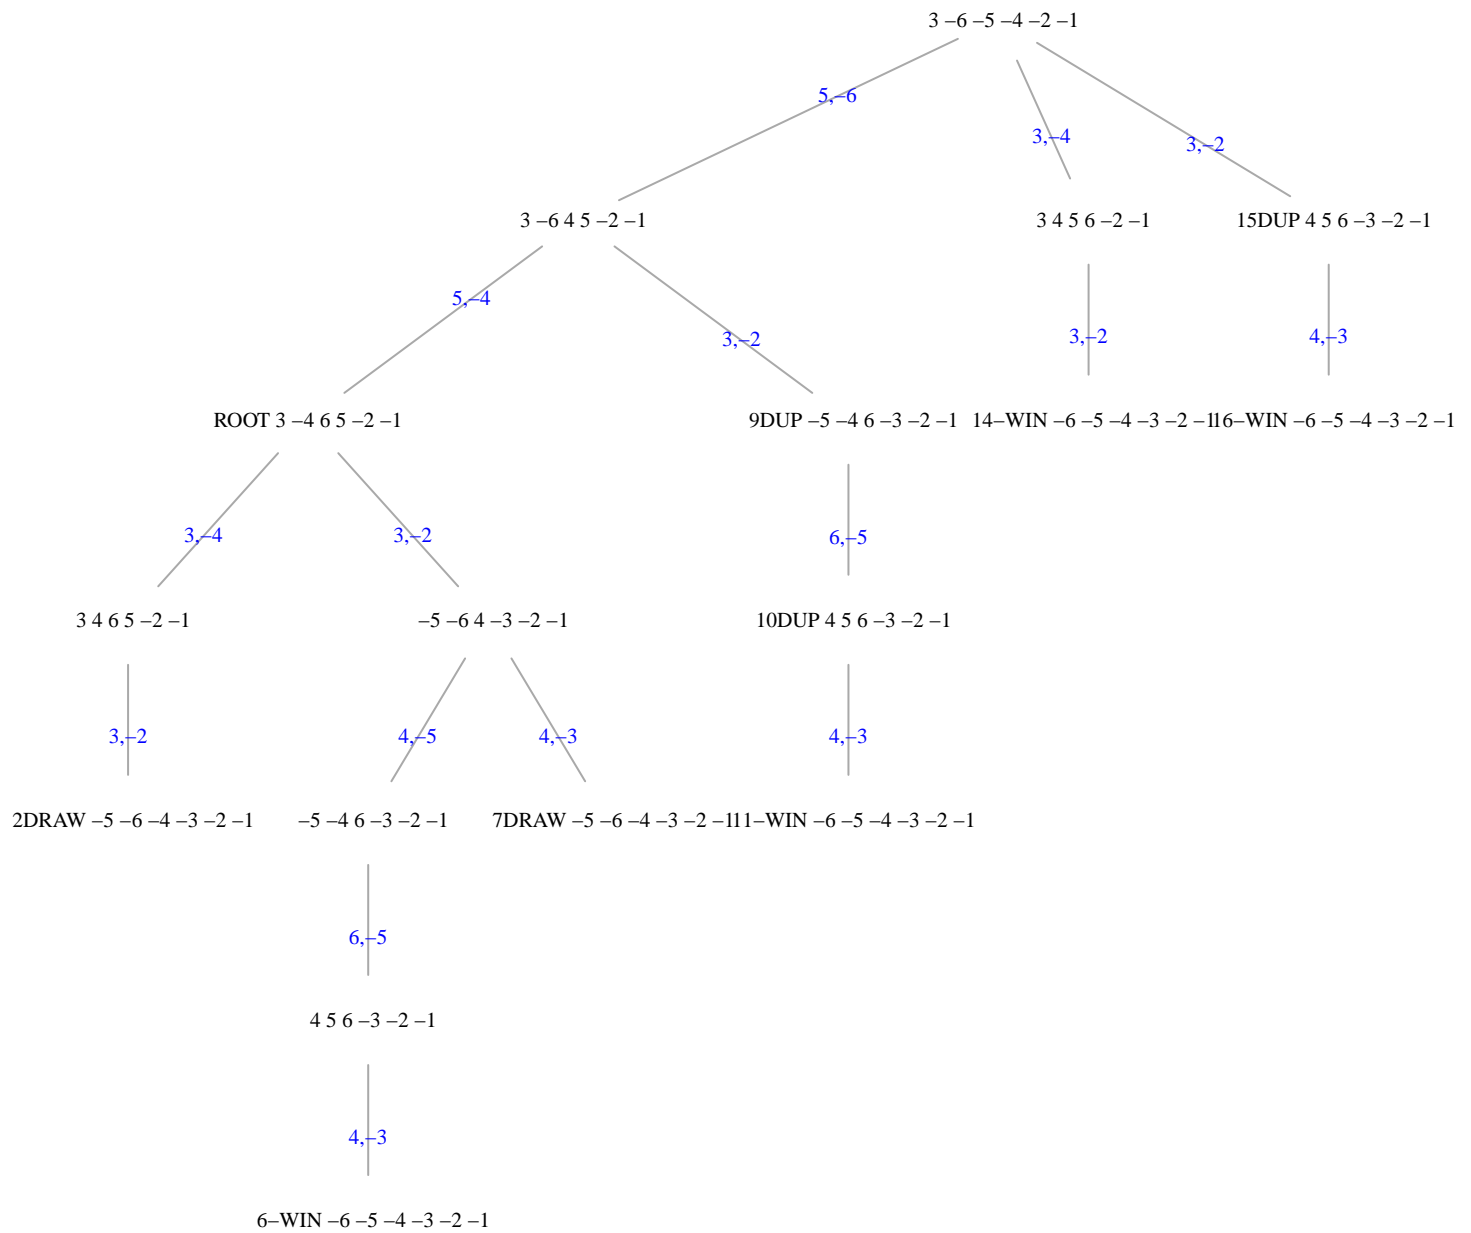 3 –6 –5 –4 –2 –1
5,–6
3,–4
3,–2
3 –6 4 5 –2 –1
3 4 5 6 –2 –1
15DUP 4 5 6 –3 –2 –1
5,–4
3,–2
3,–2
4,–3
ROOT 3 –4 6 5 –2 –1
9DUP –5 –4 6 –3 –2 –1
14–WIN –6 –5 –4 –3 –2 –1
16–WIN –6 –5 –4 –3 –2 –1
3,–4
3,–2
6,–5
3 4 6 5 –2 –1
–5 –6 4 –3 –2 –1
10DUP 4 5 6 –3 –2 –1
3,–2
4,–5
4,–3
4,–3
2DRAW –5 –6 –4 –3 –2 –1
–5 –4 6 –3 –2 –1
7DRAW –5 –6 –4 –3 –2 –1
11–WIN –6 –5 –4 –3 –2 –1
6,–5
4 5 6 –3 –2 –1
4,–3
6–WIN –6 –5 –4 –3 –2 –1